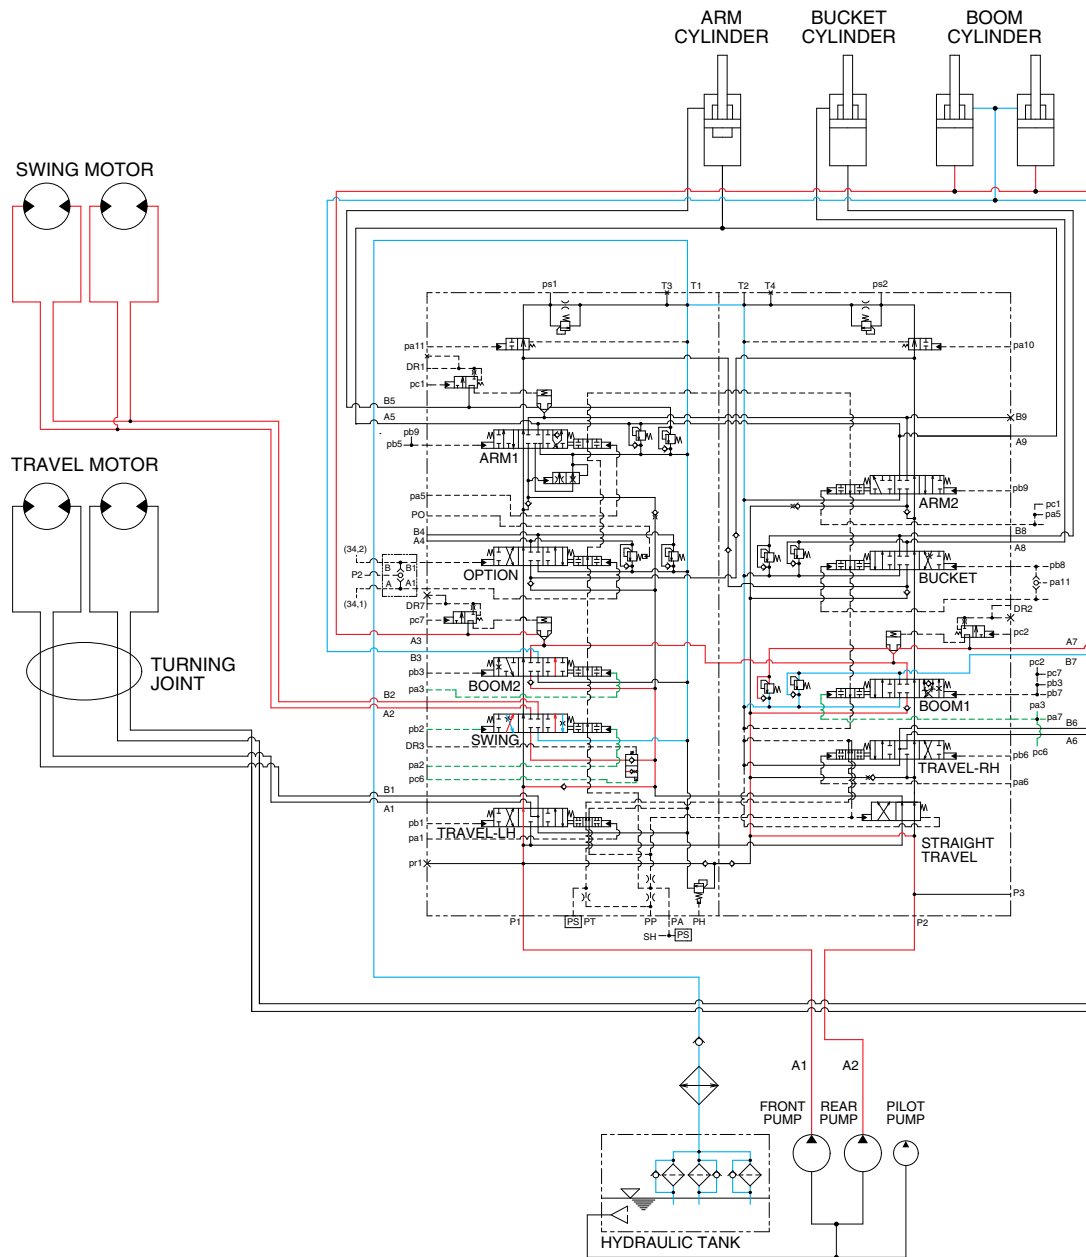 ARM
CYLINDER
BUCKET
CYLINDER
BOOM
CYLINDER
SWING MOTOR
TRAVEL MOTOR
TURNING
JOINT
ps1
T3
T1
T2
T4
ps2
pa11
pa10
DR1
pc1
B5
A5
B9
A9
pb9
pb5
ARM1
ARM2
pb9
pc1
pa5
pa5
PO
B4
A4
B8
A8
(34,2)
B
B1
P2
A
A1
(34,1)
OPTION
BUCKET
pb8
pa11
DR7
pc7
DR2
pc2
A3
A7
B3
B7
pb3
pa3
BOOM2
BOOM1
pc2
pc7
pb3
pb7
pa3
pa7
B2
A2
pb2
SWING
B6
A6
pc6
DR3
pa2
pc6
TRAVEL-RH
pb6
pa6
B1
A1
pb1
TRAVEL-LH
pa1
STRAIGHT
TRAVEL
pr1
P3
P1
PS
PT
PP
PA
PH
P2
SH
PS
A1
A2
FRONT
PUMP
REAR
PUMP
PILOT
PUMP
HYDRAULIC TANK